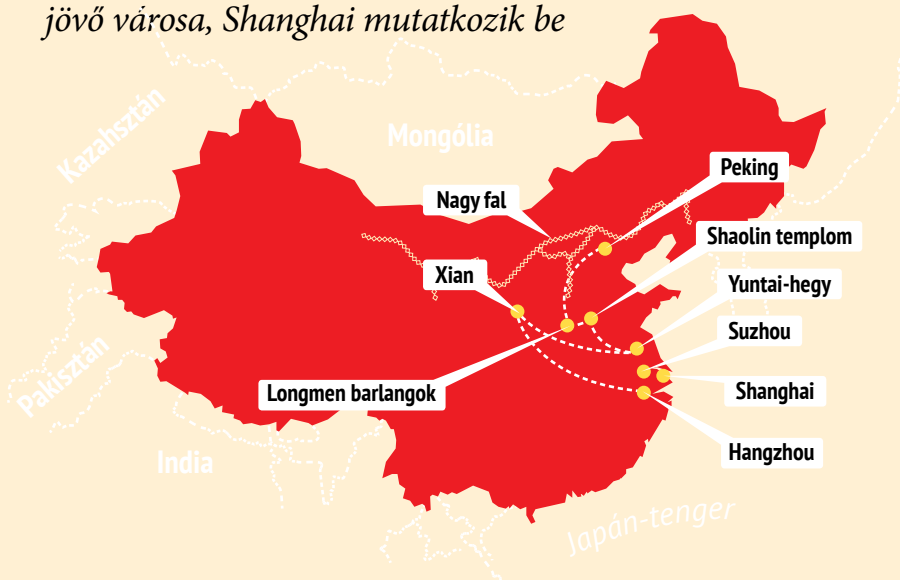 jövő városa, Shanghai mutatkozik be
Kazahsztán
Mongólia
Peking
Nagy fal
Shaolin templom
Xian
Yuntai-hegy
Suzhou
Pakisztán
Longmen barlangok
Shanghai
India
Hangzhou
Japán-tenger